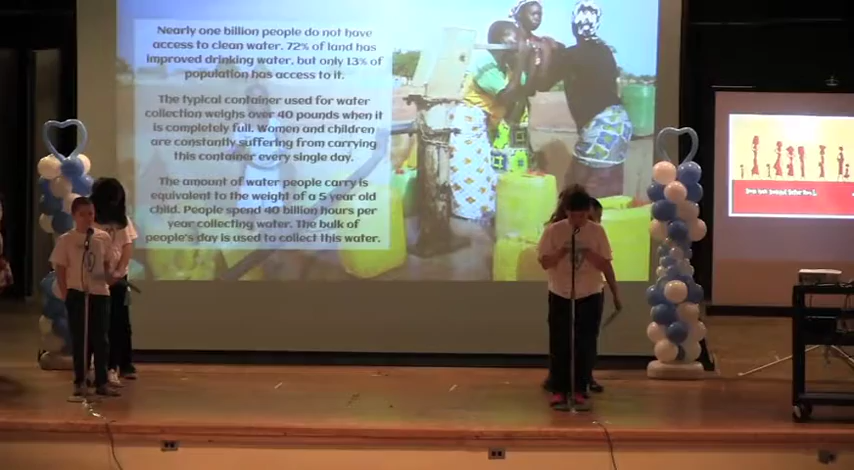 Nearly one billion people do not have
access to clean water. 72% of land has
improved drinking water, but only 13% of
population has access to it.
The typical container used for water
collection weighs over 40 pounds when it
is completely full. Women and children
are constantly suffering from carrying
this container every single day.
The amount of water people carry is
equivalent to the weight of a 5 year old
child. People spend 40 billion hours per
year collecting water. The bulk of
people's day is used to collect this water.